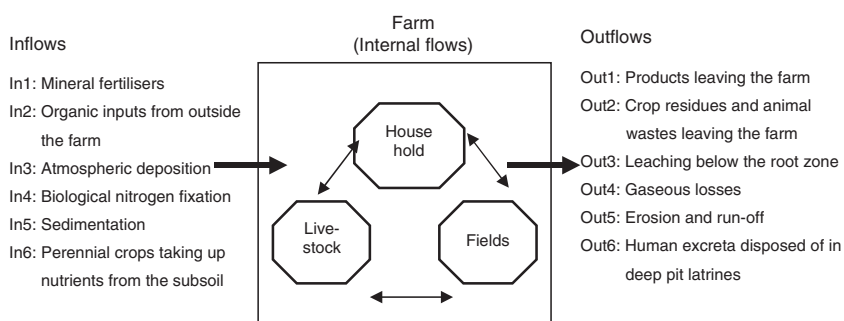 Farm
(Internal flows)
Inflows
In1: Mineral fertilisers
In2: Organic inputs from outside
the farm
In3: Atmospheric deposition
In4: Biological nitrogen fixation
In5: Sedimentation
In6: Perennial crops taking up
nutrients from the subsoil
House
hold
Live-
stock
Fields
Outflows
Out1: Products leaving the farm
Out2: Crop residues and animal
wastes leaving the farm
Out3: Leaching below the root zone
Out4: Gaseous losses
Out5: Erosion and run-off
Out6: Human excreta disposed of in
deep pit latrines